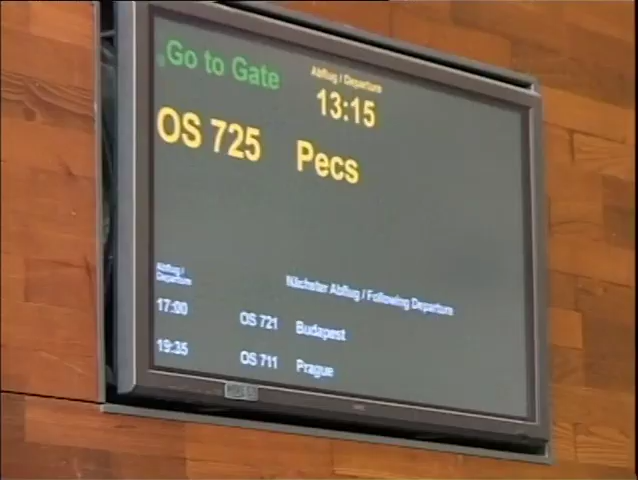 Go to Gate
Abflug / Departure
13:15
OS 725 Pecs
Abflug /
Departure
Nächster Abflug / Following Departure
17:00 OS 721 Budapest
19:35 OS 711 Prague